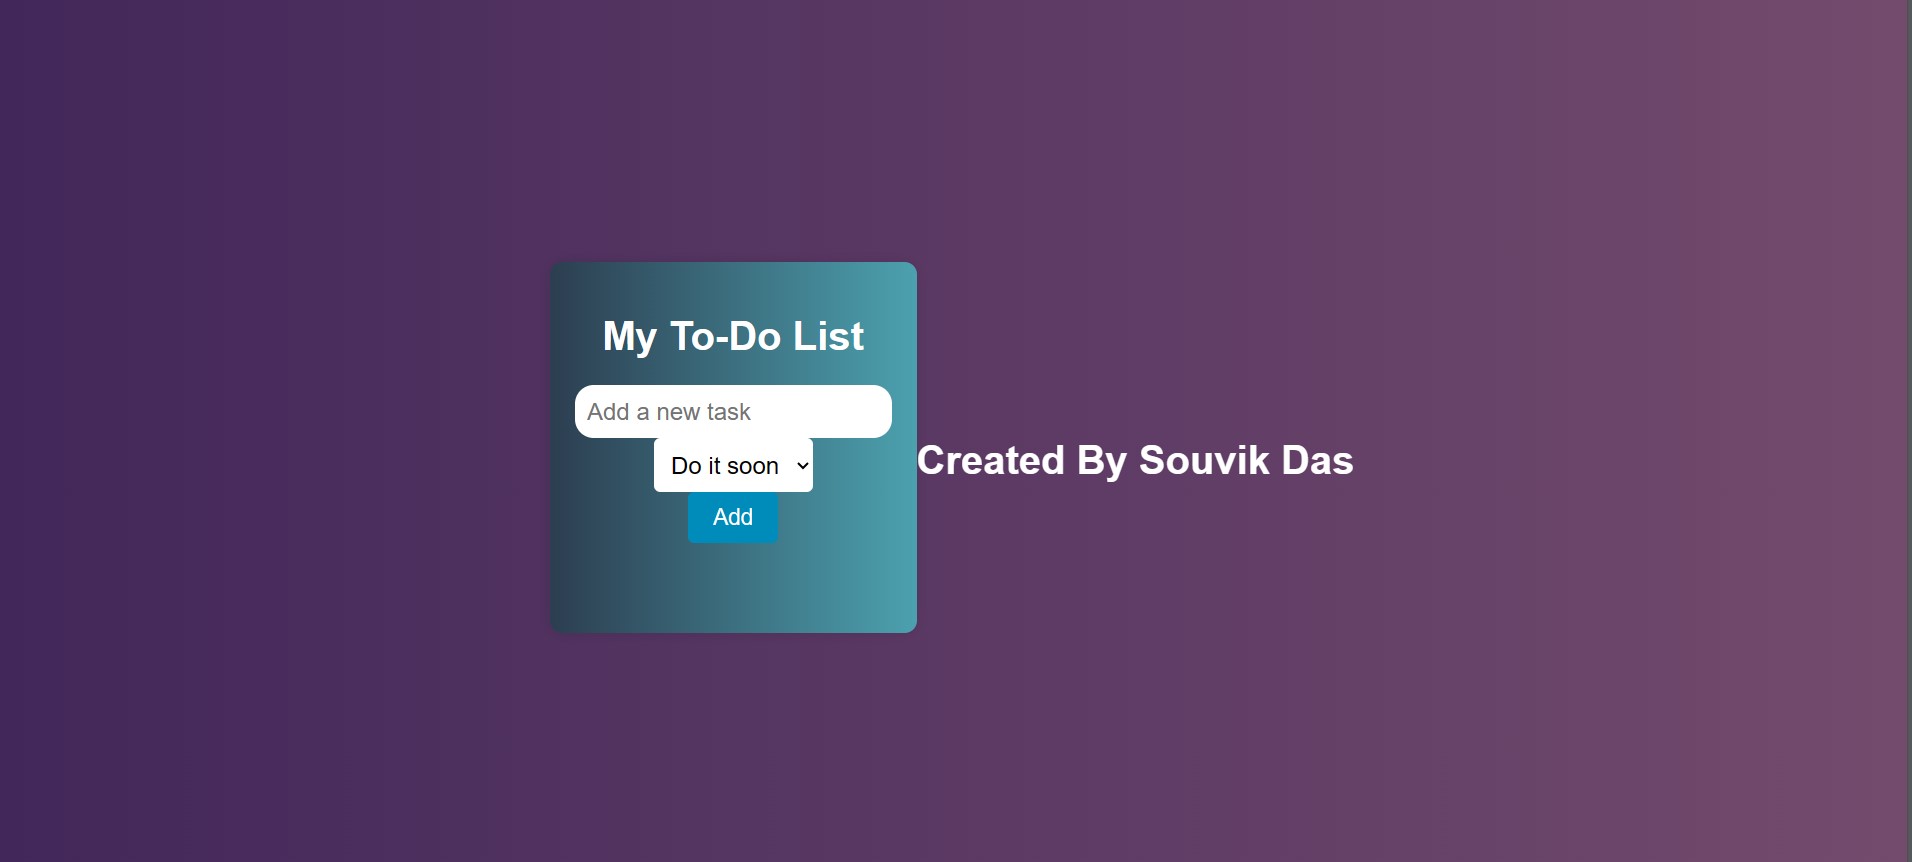 My To-Do List
Add a new task
Do it soon
Created By Souvik Das
Add